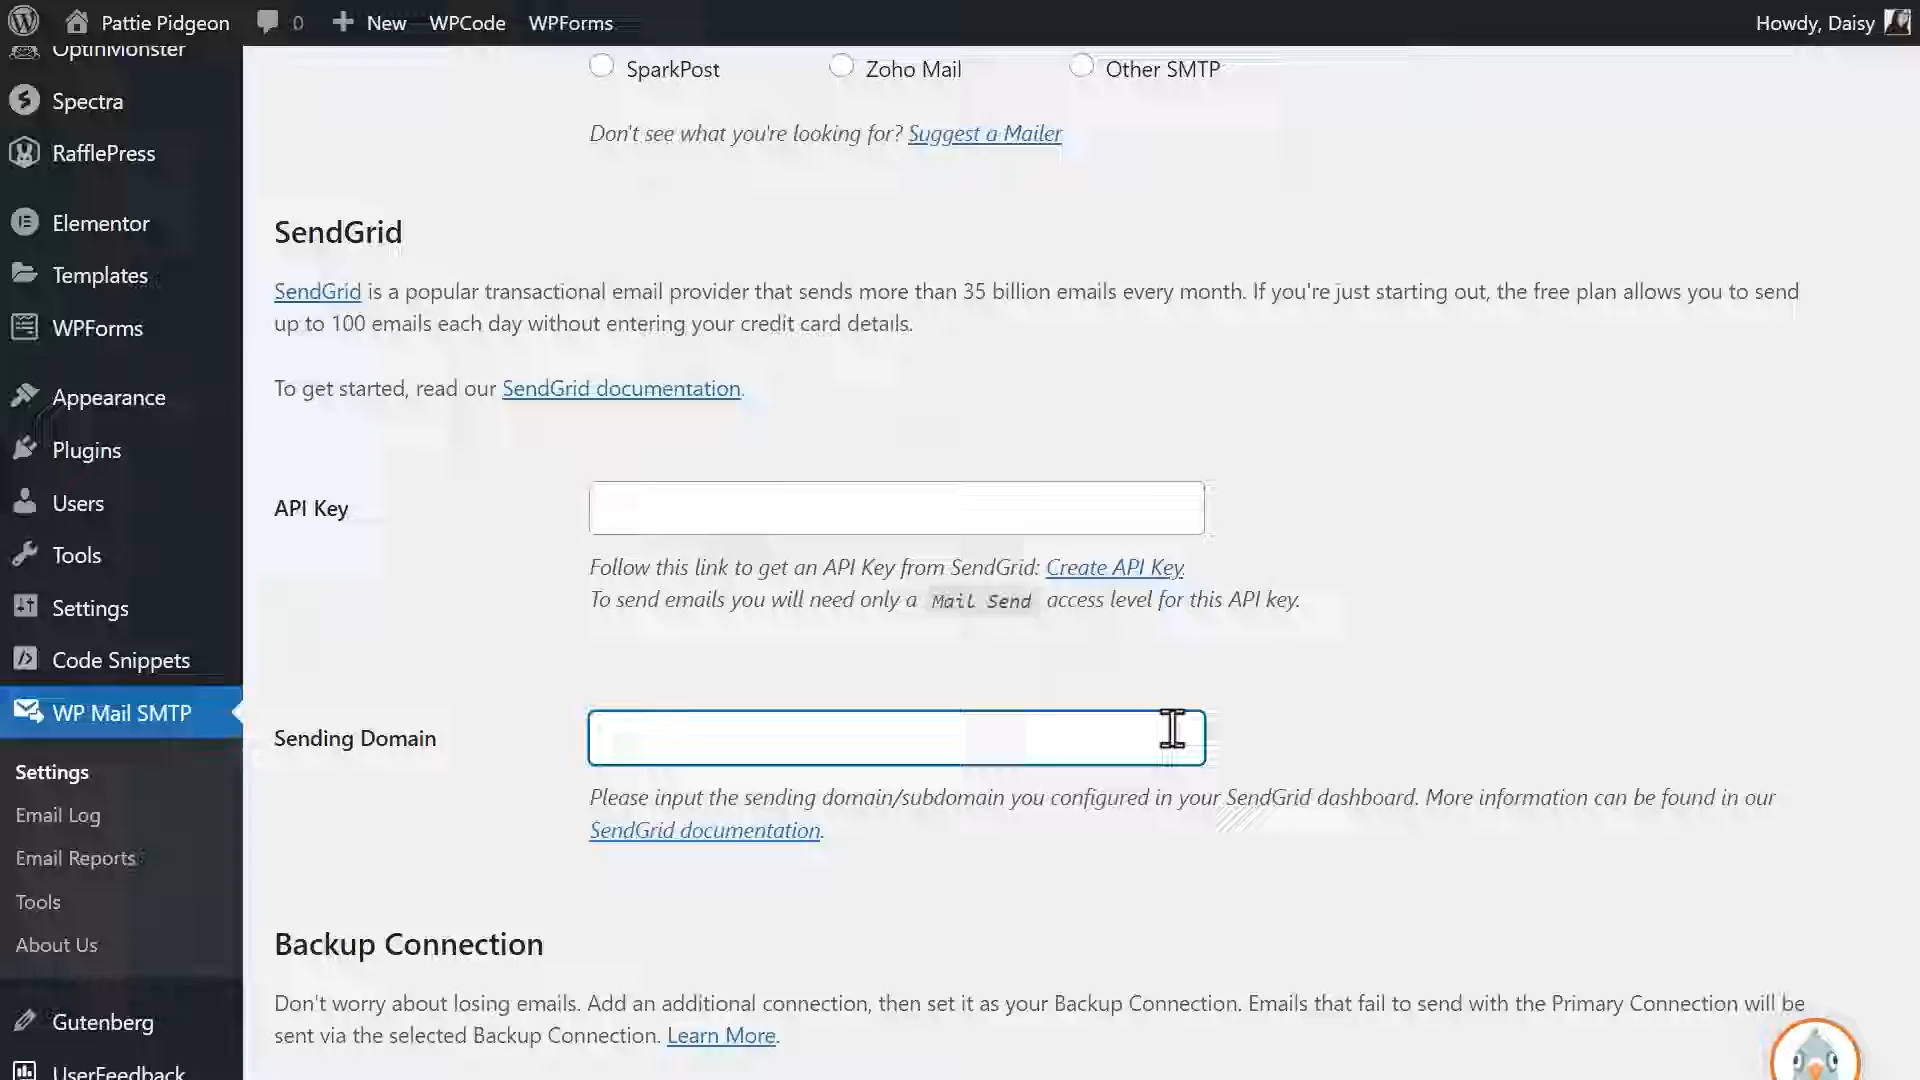 Pattie Pidgeon
0
New
WPCode
WPForms
Howdy, Daisy
OptinMonster
Spectra
RafflePress
Elementor
Templates
WPForms
Appearance
Plugins
Users
Tools
Settings
Code Snippets
WP Mail SMTP
Settings
Email Log
Email Reports
Tools
About Us
Gutenberg
UserFeedback
SparkPost
Zoho Mail
Other SMTP
Don't see what you're looking for? Suggest a Mailer
SendGrid
SendGrid is a popular transactional email provider that sends more than 35 billion emails every month. If you're just starting out, the free plan allows you to send
up to 100 emails each day without entering your credit card details.
To get started, read our SendGrid documentation.
API Key
Follow this link to get an API Key from SendGrid: Create API Key.
To send emails you will need only a Mail Send access level for this API key.
Sending Domain
Please input the sending domain/subdomain you configured in your SendGrid dashboard. More information can be found in our
SendGrid documentation.
Backup Connection
Don't worry about losing emails. Add an additional connection, then set it as your Backup Connection. Emails that fail to send with the Primary Connection will be
sent via the selected Backup Connection. Learn More.